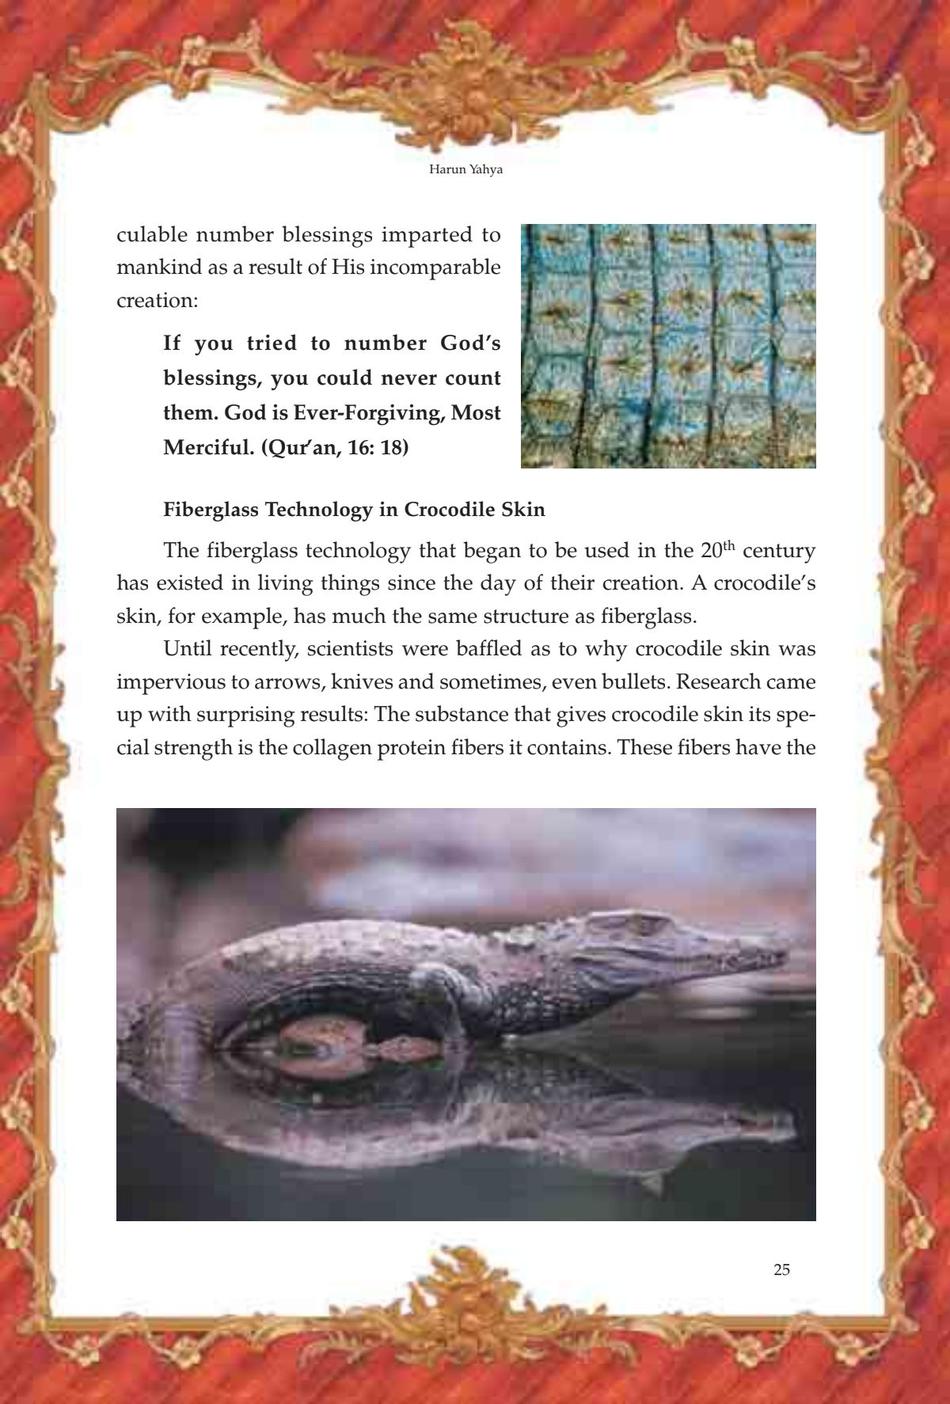 Harun Yahya
culable number blessings imparted to
mankind as a result of His incomparable
creation:
If you tried to number God's
blessings, you could never count
them. God is Ever-Forgiving, Most
Merciful. (Qur'an, 16: 18)
Fiberglass Technology in Crocodile Skin
The fiberglass technology that began to be used in the 20th century
has existed in living things since the day of their creation. A crocodile's
skin, for example, has much the same structure as fiberglass.
Until recently, scientists were baffled as to why crocodile skin was
impervious to arrows, knives and sometimes, even bullets. Research came
up with surprising results: The substance that gives crocodile skin its spe-
cial strength is the collagen protein fibers it contains. These fibers have the
25